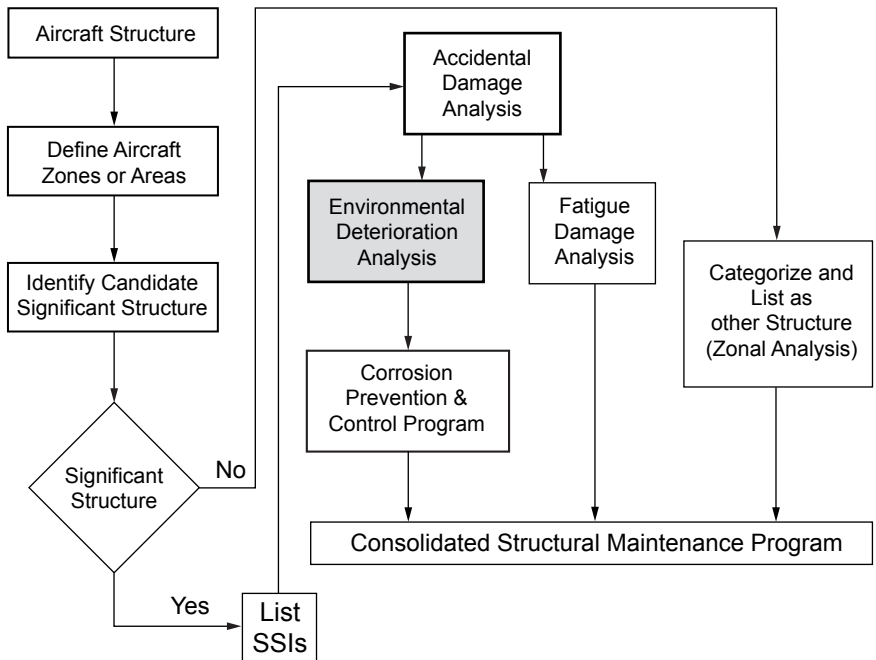 Aircraft Structure
Define Aircraft
Zones or Areas
Identify Candidate
Significant Structure
Significant
Structure
No
Yes
List
SSIs
Accidental
Damage
Analysis
Environmental
Deterioration
Analysis
Fatigue
Damage
Analysis
Corrosion
Prevention &
Control Program
Categorize and
List as
other Structure
(Zonal Analysis)
Consolidated Structural Maintenance Program